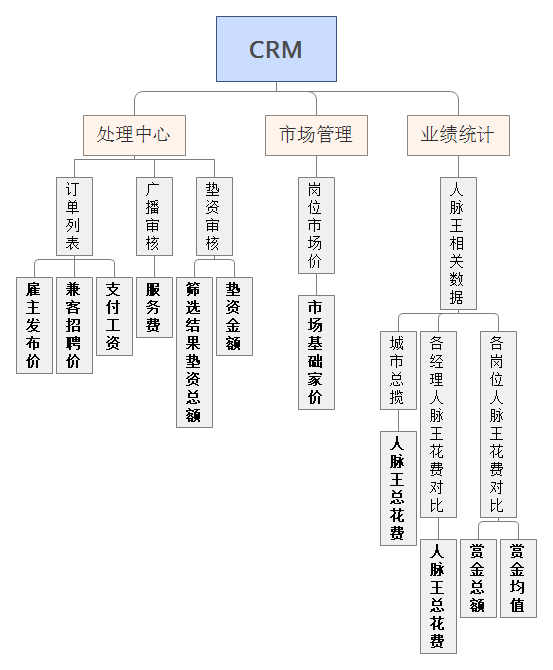 CRM
处理中心
市场管理
业绩统计
订单列表
广播审核
垫资审核
岗位市场价
人脉王相关数据
雇主发布价
兼客招聘价
支付工资
服务费
筛选结果垫资总额
垫资金额
市场基础家价
城市总揽
各经理人脉王花费对比
各岗位人脉王花费对比
人脉王总花费
人脉王总花费
赏金总额
赏金均值